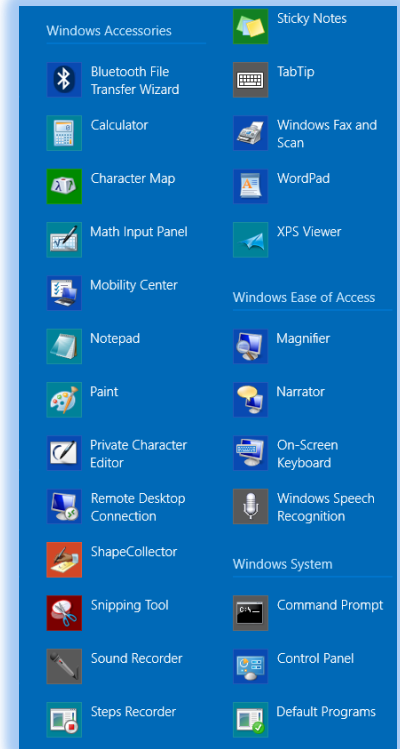 Windows Accessories
Bluetooth File
Transfer Wizard
Calculator
Character Map
Math Input Panel
Mobility Center
Notepad
Paint
Private Character
Editor
Remote Desktop
Connection
ShapeCollector
Snipping Tool
Sound Recorder
Steps Recorder
Sticky Notes
TabTip
Windows Fax and
Scan
WordPad
XPS Viewer
Windows Ease of Access
Magnifier
Narrator
On-Screen
Keyboard
Windows Speech
Recognition
Windows System
Command Prompt
Control Panel
Default Programs